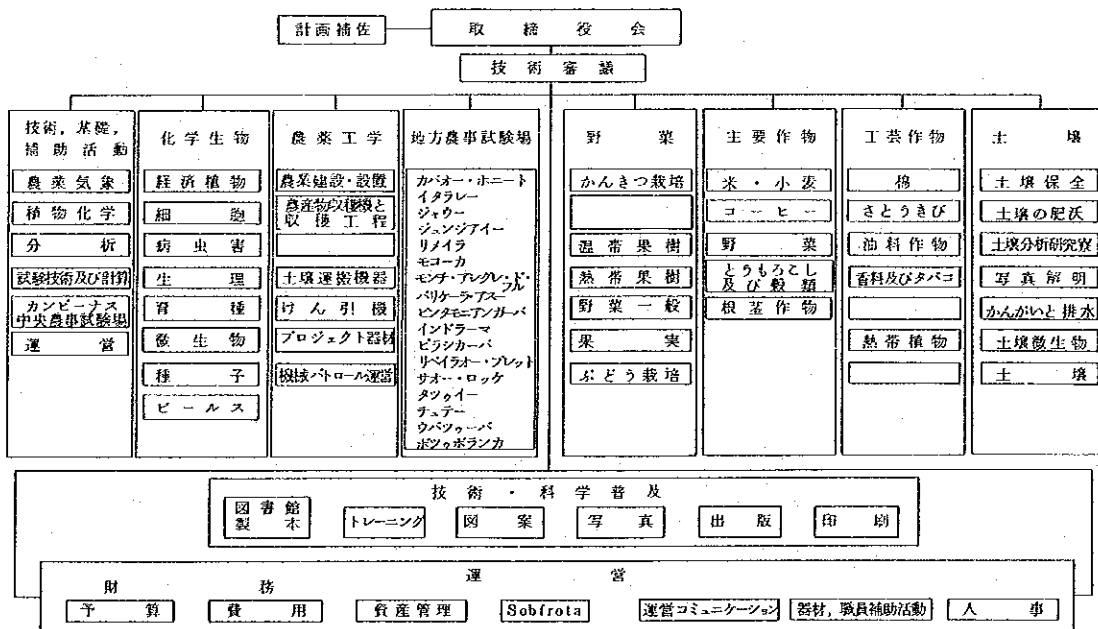 計画補佐
取締役会
技術審議
技術，基礎，
補助活動
農業気象
植物化学
分析
試験技術及び計算
カンピーナス
中央農事試験場
運営
化学生物
経済植物
細胞
病虫害
生理
育種
微生物
種子
ビールス
農業工学
農業建設・設置
農産物収穫機と
収穫工程
土壌運搬機器
けん引機
プロジェクト器材
機械パトロール運営
地方農事試験場
カパオー・ホニート
イタラレー
ジャウー
ジュンジアイー
リメイラ
モコーカ
モンテ・アレグレ・ド・
フル
パリケーラ・アスー
ピンダモニアンガーバ
インドラーマ
ピラシカーバ
リベイラオー・プレット
サオー・ロッケ
タツゥイー
チェテー
ウバツゥーバ
ボツゥポランカ
野菜
かんきつ栽培
温帯果樹
熱帯果樹
野菜一般
果実
ぶどう栽培
主要作物
米・小麦
コーヒー
野菜
とうもろこし
及び穀類
根茎作物
工芸作物
綿
さとうきび
油料作物
香料及びタバコ
熱帯植物
土壌
土壌保全
土壌の肥沃
土壌分析研究寮
写真解明
かんがいと排水
土壌微生物
土壌
技術・科学普及
図書館
製本
トレーニング
図案
写真
出版
印刷
運営
財務
予算
費用
資産管理
Sobfrota
運営コミュニケーション
器材，職員補助活動
人事